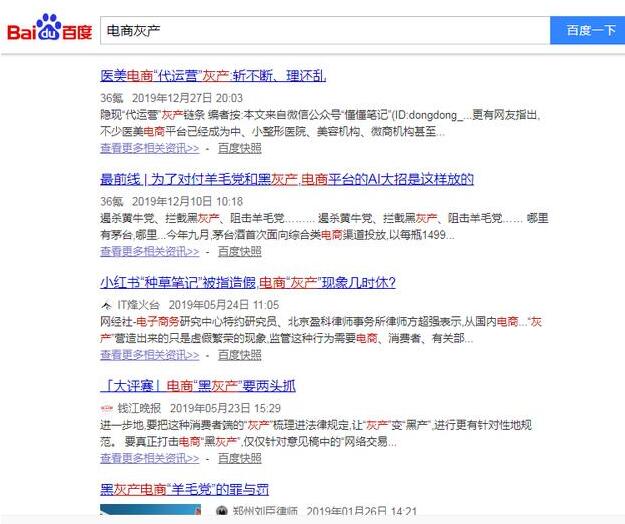 Bai du 百度 电商灰产 百度一下
医美电商“代运营”灰产:斩不断、理还乱
36氪 2019年12月27日 20:03
隐现“代运营”灰产链条 编者按:本文来自微信公众号“懂懂笔记”(ID:dongdong_...更有网友指出,
不少医美电商平台已经成为中、小整形医院、美容机构、微商机构甚至...
查看更多相关资讯>> - 百度快照
最前线 | 为了对付羊毛党和黑灰产,电商平台的AI大招是这样放的
36氪 2019年12月10日 10:18
遏杀黄牛党、拦截黑灰产、阻击羊毛党……… 遏杀黄牛党、拦截黑灰产、阻击羊毛党…… 哪里
有茅台,哪里...今年九月,茅台酒首次面向综合类电商渠道投放,以每瓶1499...
查看更多相关资讯>> - 百度快照
小红书“种草笔记”被指造假,电商“灰产”现象几时休?
IT烽火台 2019年05月24日 11:05
网经社-电子商务研究中心特约研究员、北京盈科律师事务所律师方超强表示,从国内电商...“灰
产”营造出来的只是虚假繁荣的现象,监管这种行为需要电商、消费者、有关部...
查看更多相关资讯>> - 百度快照
「大评寨」电商“黑灰产”要两头抓
钱江晚报 2019年05月23日 15:29
进一步地,要把这种消费者端的“灰产”梳理进法律规定,让“灰产”变“黑产”,进行更有针对性地规
范。 要真正打击电商“黑灰产”,仅仅针对意见稿中的“网络交易...
查看更多相关资讯>> - 百度快照
黑灰产电商“羊毛党”的罪与罚
郑州刘臣律师 2019年01月26日 14:21